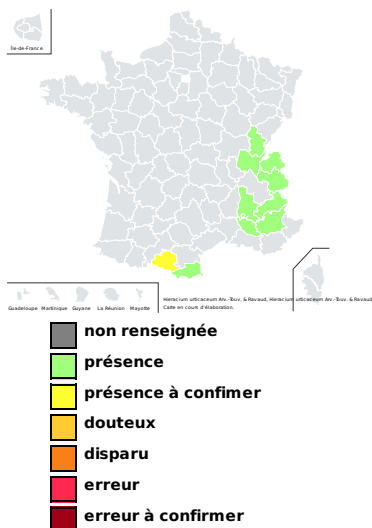 Île-de-France
Guadeloupe Martinique Guyane La Réunion Mayotte
Hieracium urticaceum Arv.-Touv. & Ravaud, Hieracium urticaceum Arv.-Touv. & Ravaud
Carte en cours d'élaboration.
non renseignée
présence
présence à confimer
douteux
disparu
erreur
erreur à confirmer